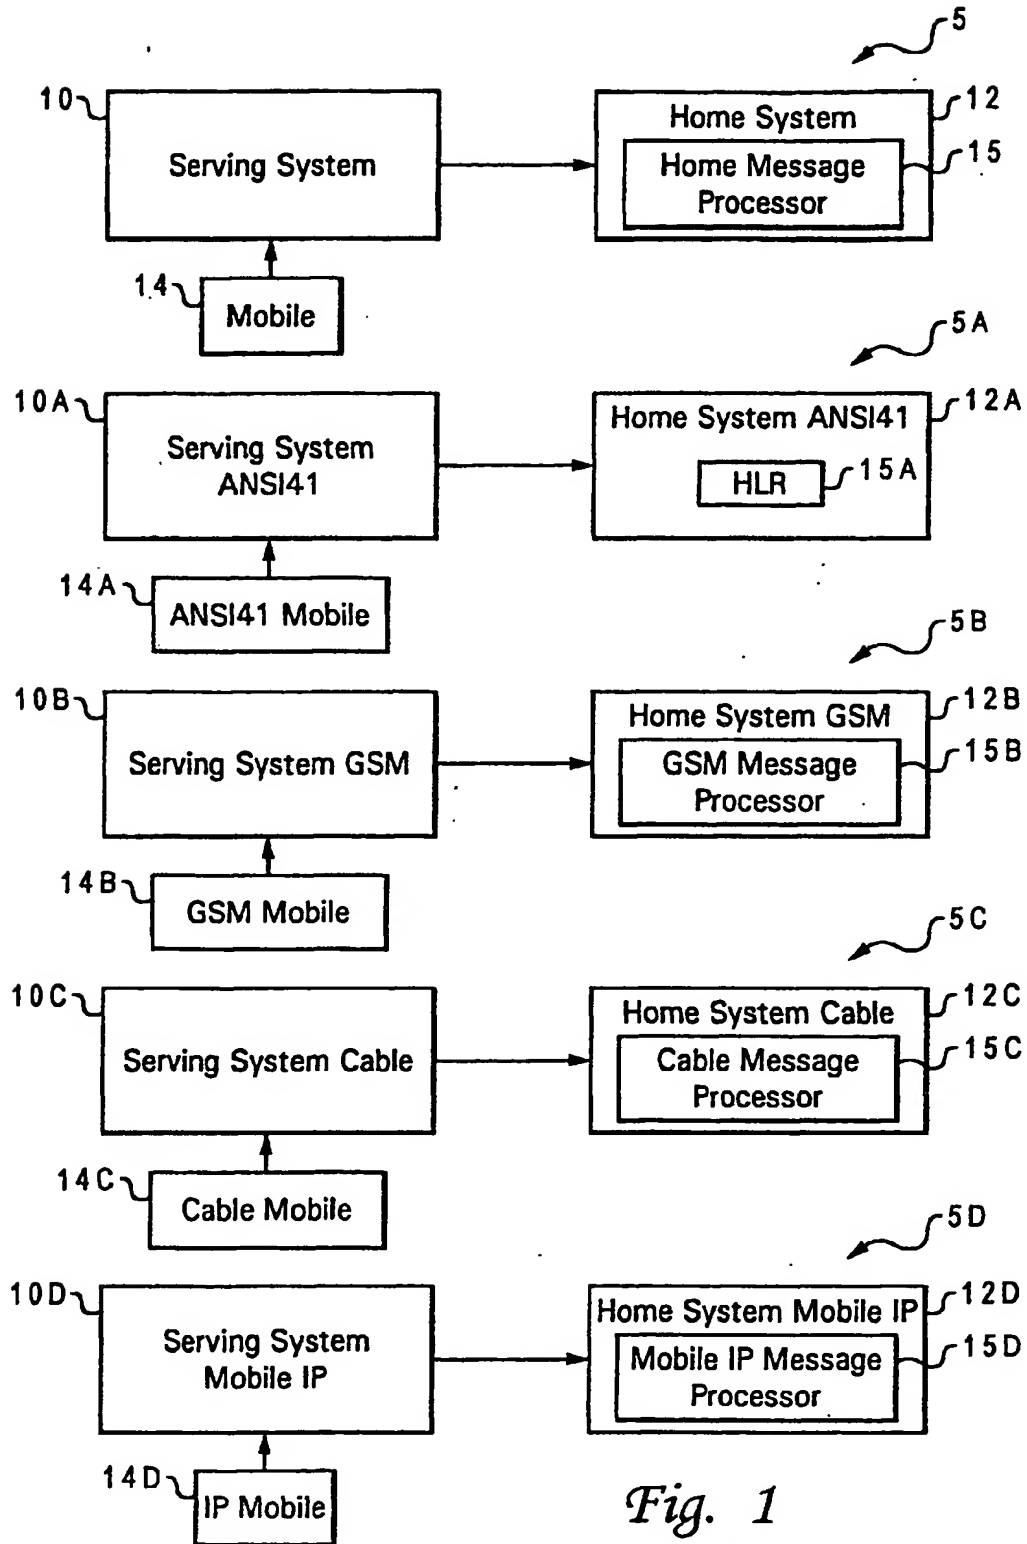 5
10
Serving System
Home System
12
Home Message
Processor
15
14
Mobile
5A
10A
Serving System
ANSI41
Home System ANSI41
12A
HLR
15A
14A
ANSI41 Mobile
5B
10B
Serving System GSM
Home System GSM
12B
GSM Message
Processor
15B
14B
GSM Mobile
5C
10C
Serving System Cable
Home System Cable
12C
Cable Message
Processor
15C
14C
Cable Mobile
5D
10D
Serving System
Mobile IP
Home System Mobile IP
12D
Mobile IP Message
Processor
15D
14D
IP Mobile
Fig. 1